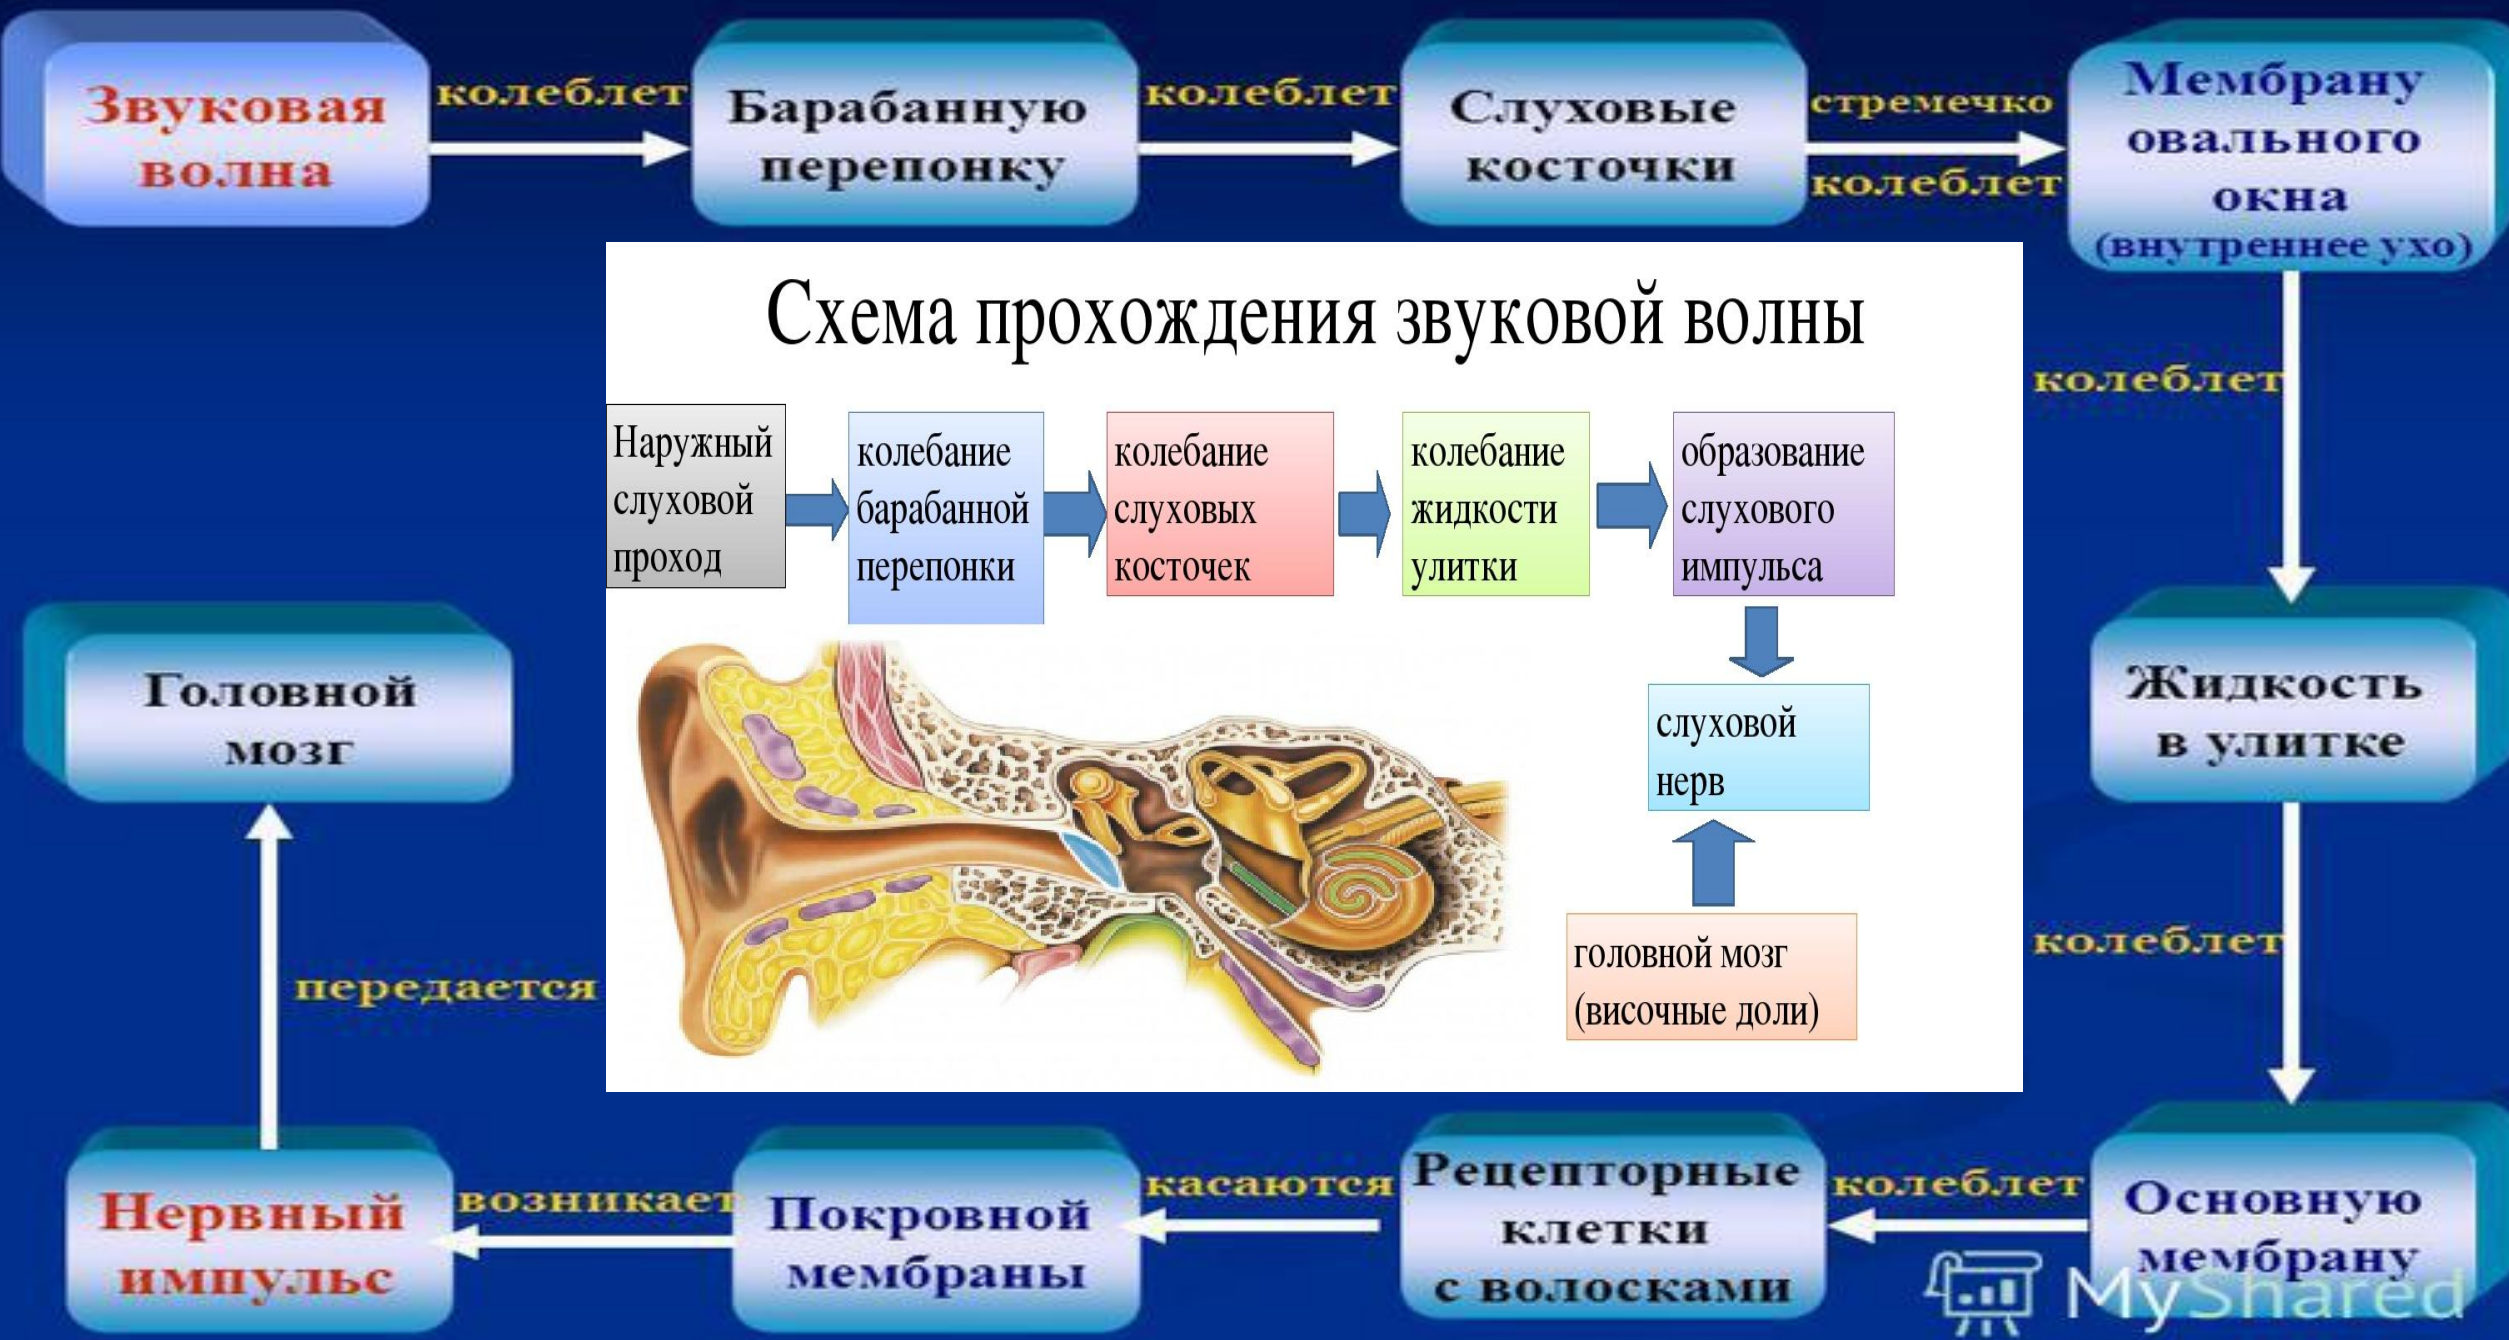 Звуковая
волна
колеблет
Барабанную
перепонку
колеблет
Слуховые
косточки
стремечко
колеблет
Мембрану
овального
окна
(внутреннее ухо)
колеблет
Жидкость
в улитке
колеблет
Основную
мембрану
колеблет
Рецепторные
клетки
с волосками
касаются
Покровной
мембраны
возникает
Нервный
импульс
передается
Головной
мозг
Схема прохождения звуковой волны
Наружный
слуховой
проход
колебание
барабанной
перепонки
колебание
слуховых
косточек
колебание
жидкости
улитки
образование
слухового
импульса
слуховой
нерв
головной мозг
(височные доли)
MyShared